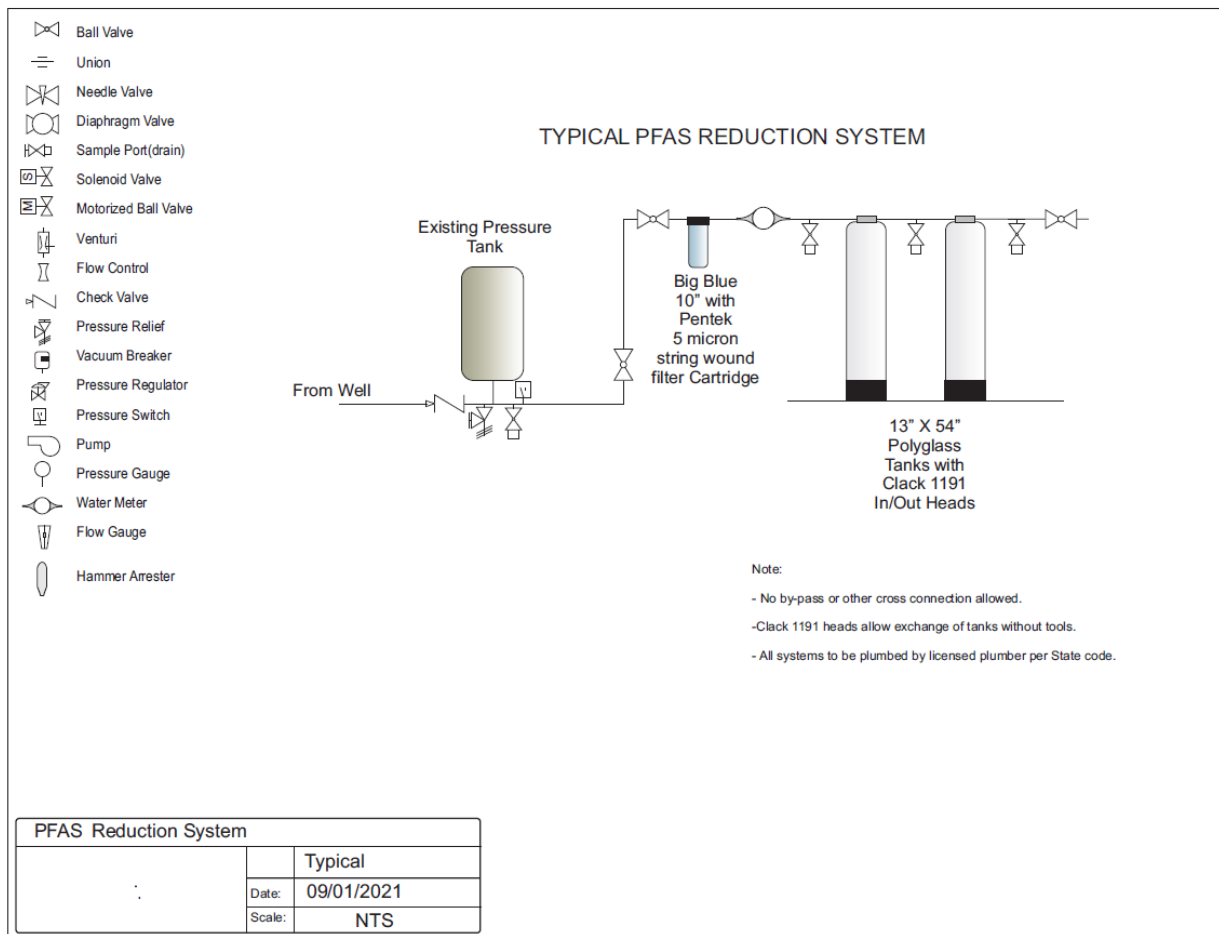 Ball Valve
Union
Needle Valve
Diaphragm Valve
Sample Port(drain)
S
Solenoid Valve
M
Motorized Ball Valve
Venturi
Flow Control
Check Valve
Pressure Relief
Vacuum Breaker
Pressure Regulator
Pressure Switch
Pump
Pressure Gauge
Water Meter
Flow Gauge
Hammer Arrester
TYPICAL PFAS REDUCTION SYSTEM
Existing Pressure
Tank
From Well
Big Blue
10" with
Pentek
5 micron
string wound
filter Cartridge
13" X 54"
Polyglass
Tanks with
Clack 1191
In/Out Heads
Note:
- No by-pass or other cross connection allowed.
-Clack 1191 heads allow exchange of tanks without tools.
- All systems to be plumbed by licensed plumber per State code.
PFAS Reduction System
Typical
Date: 09/01/2021
Scale: NTS